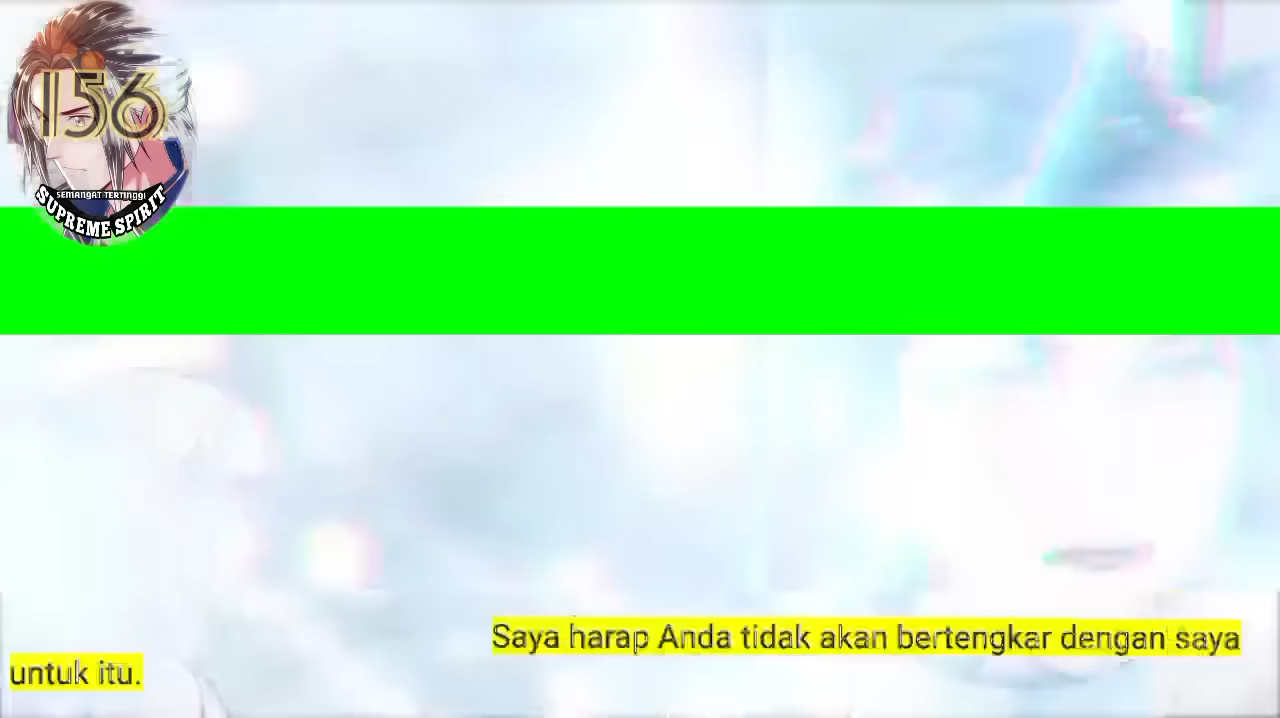 156
SEMANGAT TERTINGGI
SUPREME SPIRIT
Saya harap Anda tidak akan bertengkar dengan saya
untuk itu.